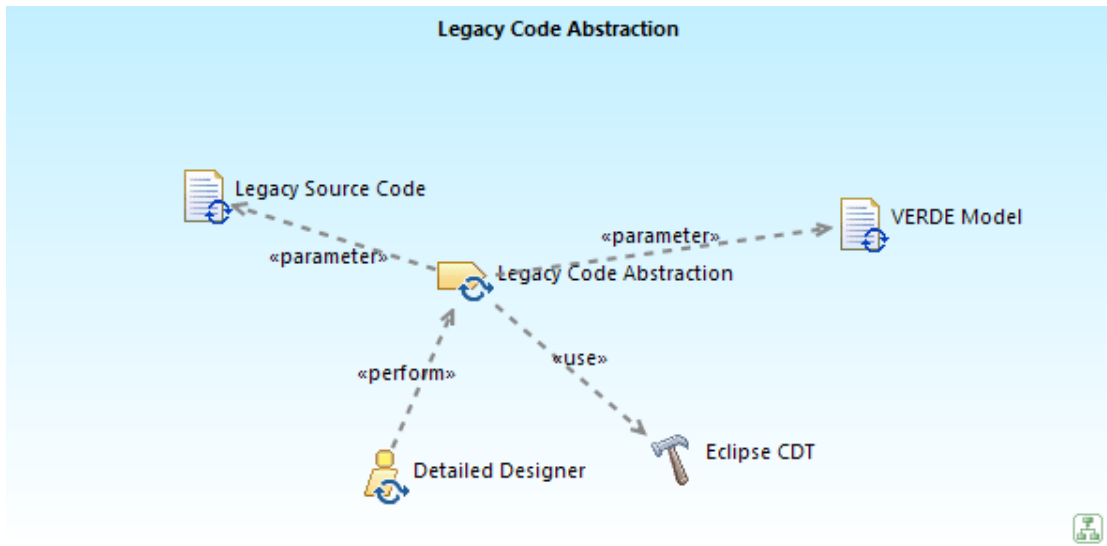 Legacy Code Abstraction
Legacy Source Code
VERDE Model
«parameter»
«parameter»
Legacy Code Abstraction
«use»
«perform»
Eclipse CDT
Detailed Designer